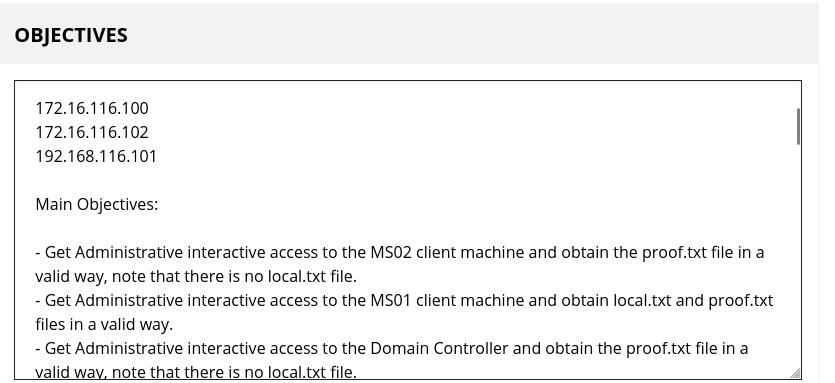 OBJECTIVES
172.16.116.100
172.16.116.102
192.168.116.101
Main Objectives:
- Get Administrative interactive access to the MS02 client machine and obtain the proof.txt file in a
valid way, note that there is no local.txt file.
- Get Administrative interactive access to the MS01 client machine and obtain local.txt and proof.txt
files in a valid way.
- Get Administrative interactive access to the Domain Controller and obtain the proof.txt file in a
valid way, note that there is no local.txt file.